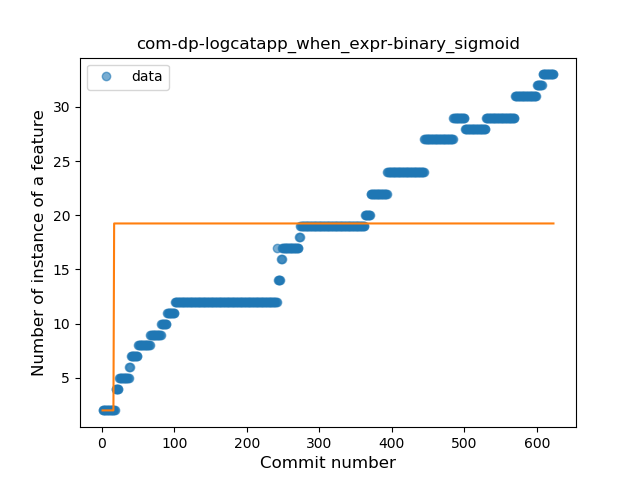 com-dp-logcatapp_when_expr-binary_sigmoid
data
Number of instance of a feature
30
25
20
15
10
5
0 100 200 300 400 500 600
Commit number